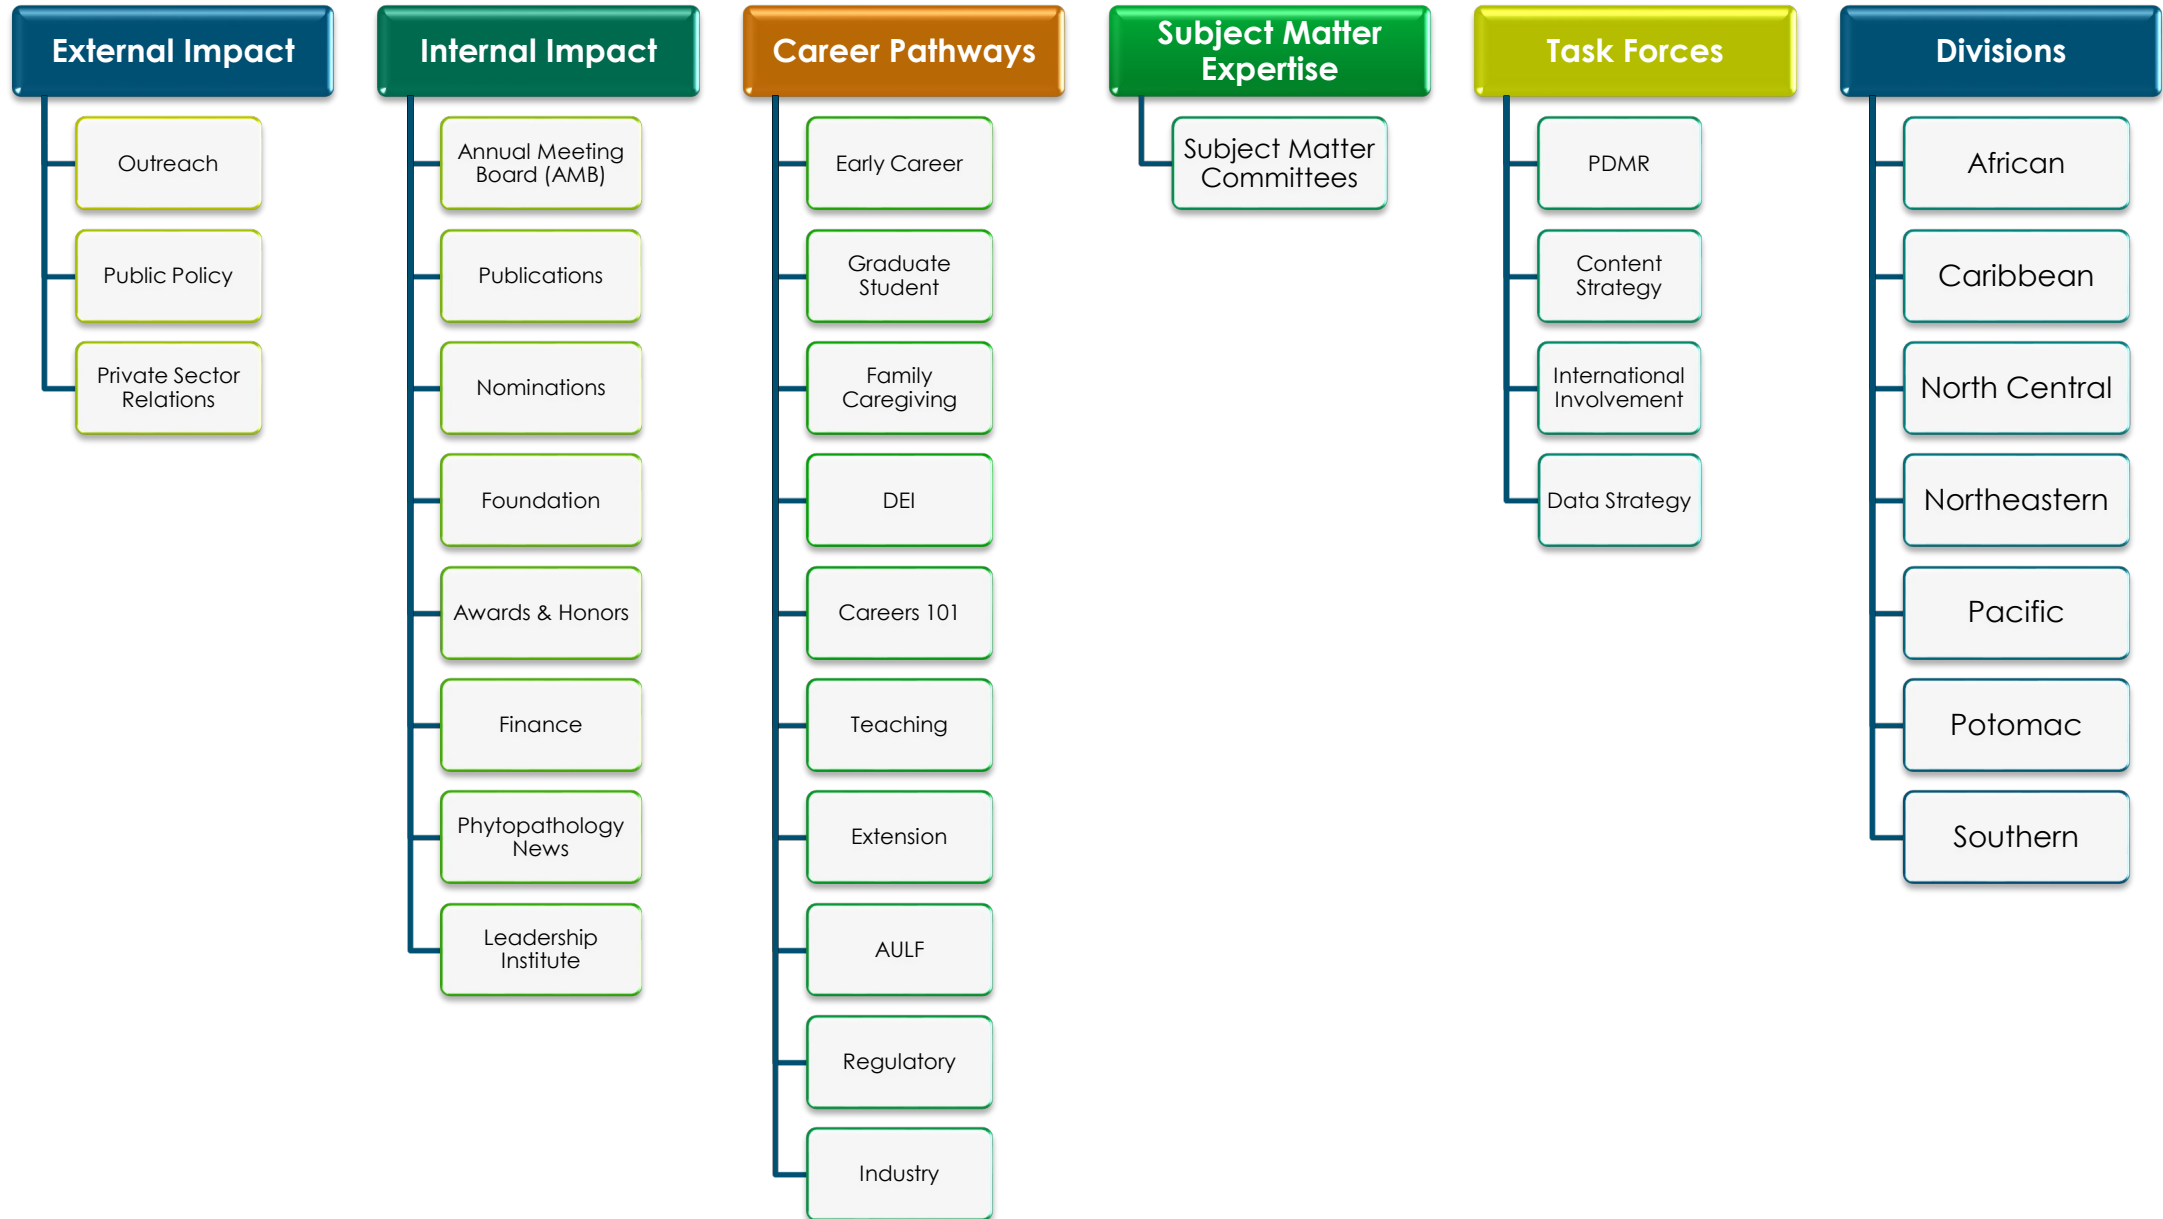 External Impact
Outreach
Public Policy
Private Sector
Relations
Internal Impact
Annual Meeting
Board (AMB)
Publications
Nominations
Foundation
Awards & Honors
Finance
Phytopathology
News
Leadership
Institute
Career Pathways
Early Career
Graduate
Student
Family
Caregiving
DEI
Careers 101
Teaching
Extension
AULF
Regulatory
Industry
Subject Matter
Expertise
Subject Matter
Committees
Task Forces
PDMR
Content
Strategy
International
Involvement
Data Strategy
Divisions
African
Caribbean
North Central
Northeastern
Pacific
Potomac
Southern